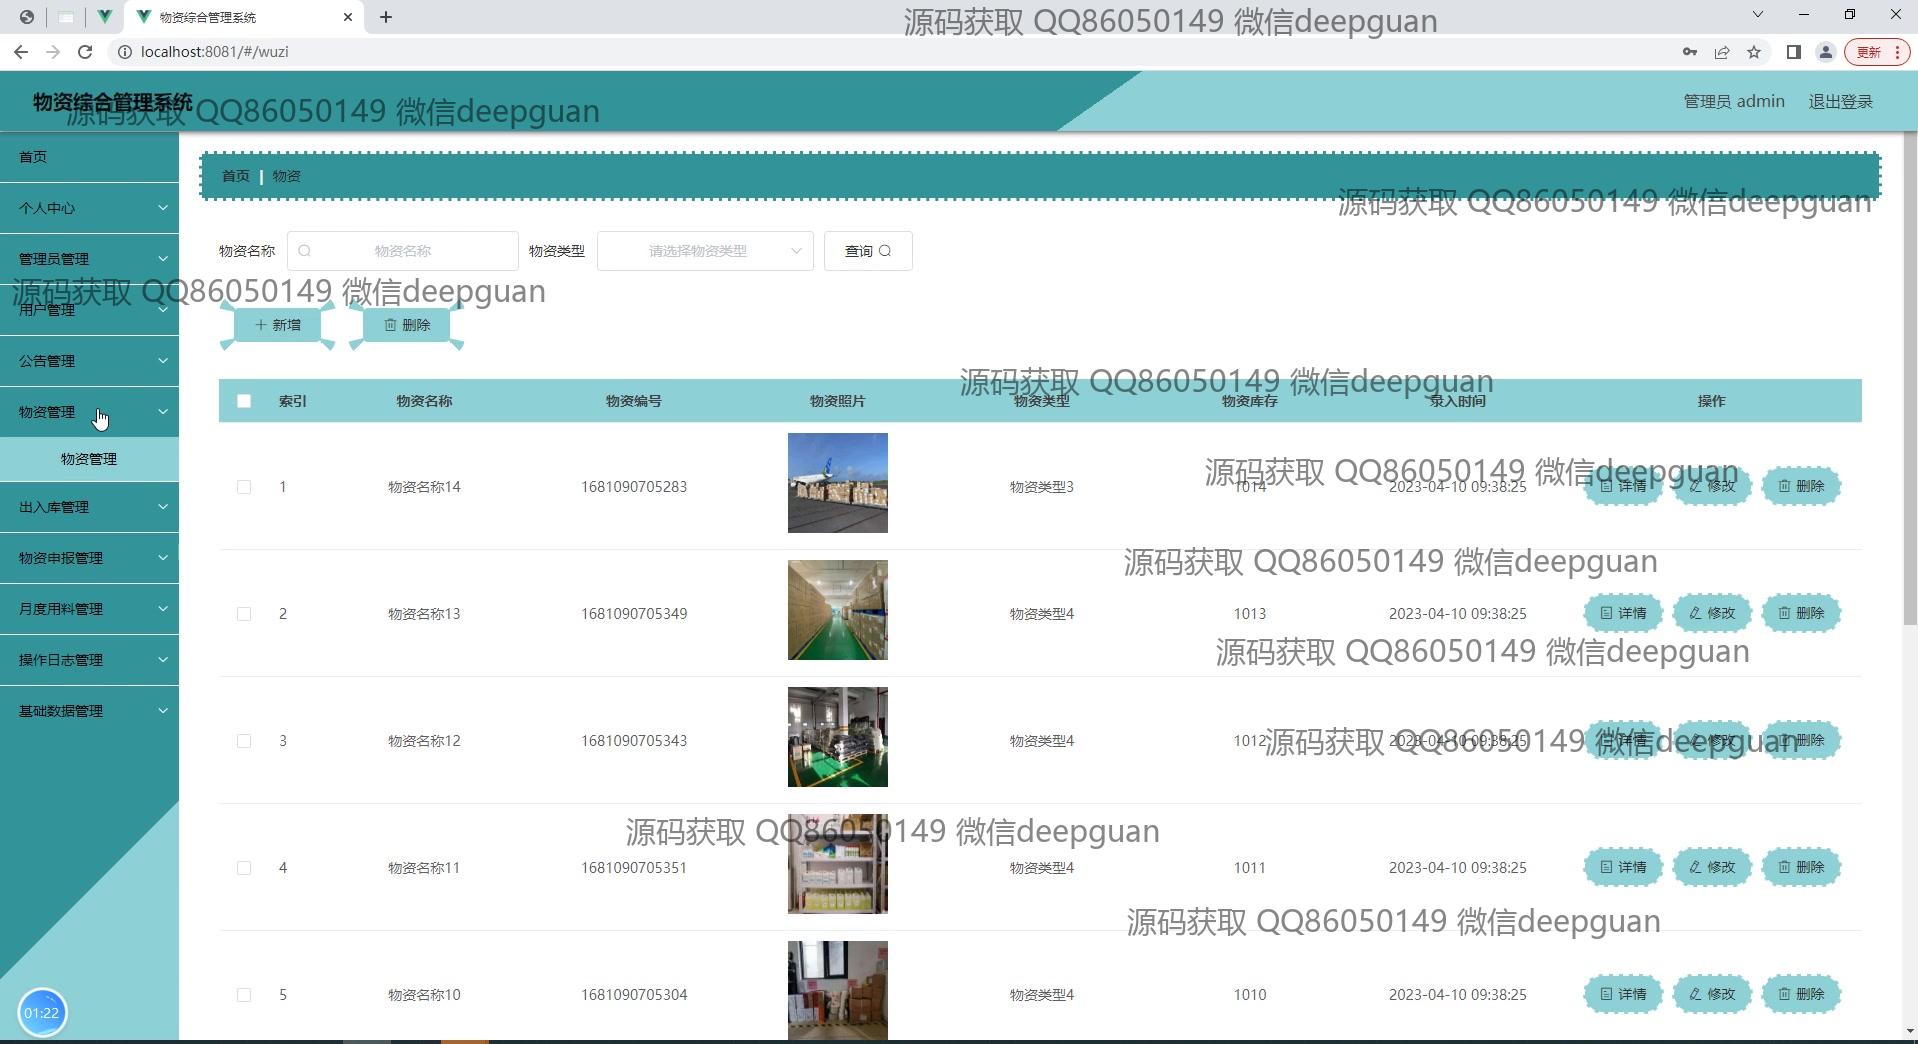 物资综合管理系统
源码获取 QQ86050149 微信deepguan
localhost:8081/#/wuzi
更新
物资综合管理系统
源码获取 QQ86050149 微信deepguan
管理员 admin
退出登录
首页
个人中心
管理员管理
用户管理
公告管理
物资管理
物资管理
出入库管理
物资申报管理
月度用料管理
操作日志管理
基础数据管理
01:22
首页 | 物资
源码获取 QQ86050149 微信deepguan
物资名称 物资名称 物资类型 请选择物资类型 查询
源码获取 QQ86050149 微信deepguan
新增 删除
源码获取 QQ86050149 微信deepguan
索引 物资名称 物资编号 物资照片 物资类型 物资库存 录入时间 操作
源码获取 QQ86050149 微信deepguan
1 物资名称14 1681090705283 物资类型3 1014 2023-04-10 09:38:25 详情 修改 删除
源码获取 QQ86050149 微信deepguan
2 物资名称13 1681090705349 物资类型4 1013 2023-04-10 09:38:25 详情 修改 删除
源码获取 QQ86050149 微信deepguan
3 物资名称12 1681090705343 物资类型4 1012 2023-04-10 09:38:25 详情 修改 删除
源码获取 QQ86050149 微信deepguan
源码获取 QQ86050149 微信deepguan
4 物资名称11 1681090705351 物资类型4 1011 2023-04-10 09:38:25 详情 修改 删除
源码获取 QQ86050149 微信deepguan
5 物资名称10 1681090705304 物资类型4 1010 2023-04-10 09:38:25 详情 修改 删除